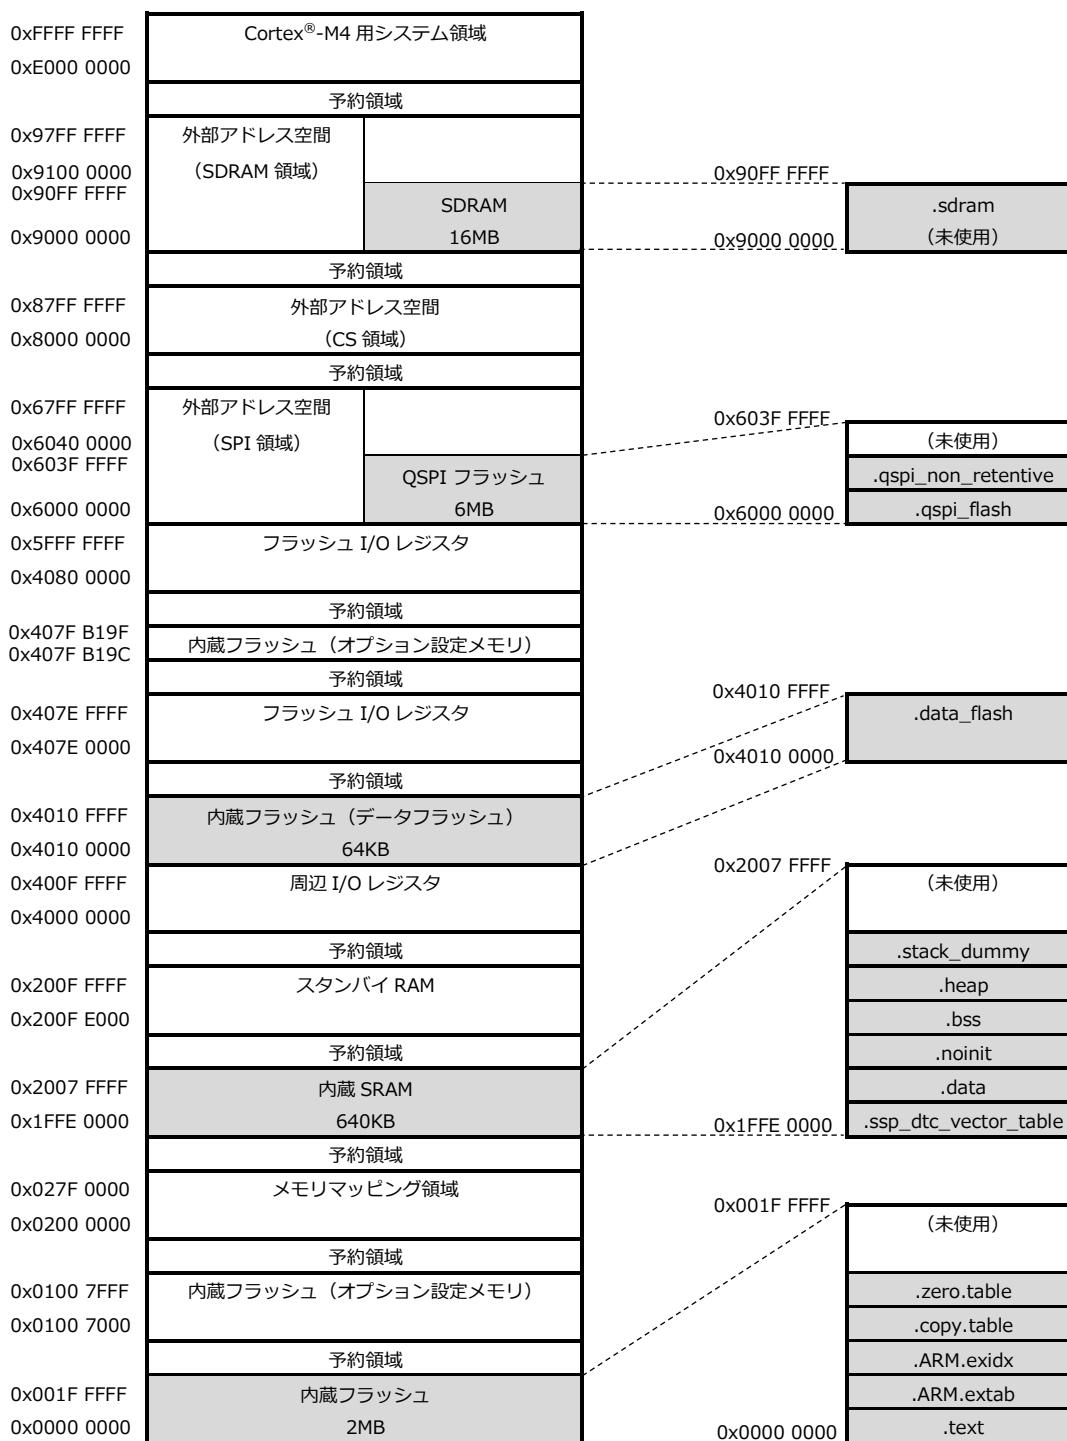 0xFFFF FFFF
Cortex®-M4 用システム領域
0xE000 0000
予約領域
0x97FF FFFF
外部アドレス空間
0x9100 0000
（SDRAM 領域）
0x90FF FFFF
0x90FF FFFF
SDRAM
.sdram
0x9000 0000
16MB
0x9000 0000
（未使用）
予約領域
0x87FF FFFF
外部アドレス空間
0x8000 0000
（CS 領域）
予約領域
0x67FF FFFF
外部アドレス空間
0x603F FFFF
0x6040 0000
（SPI 領域）
（未使用）
0x603F FFFF
QSPI フラッシュ
.qspi_non_retentive
0x6000 0000
6MB
0x6000 0000
.qspi_flash
0x5FFF FFFF
フラッシュ I/O レジスタ
0x4080 0000
予約領域
0x407F B19F
内蔵フラッシュ（オプション設定メモリ）
0x407F B19C
予約領域
0x4010 FFFF
0x407E FFFF
フラッシュ I/O レジスタ
.data_flash
0x407E 0000
0x4010 0000
予約領域
0x4010 FFFF
内蔵フラッシュ（データフラッシュ）
0x4010 0000
64KB
0x2007 FFFF
0x400F FFFF
周辺 I/O レジスタ
（未使用）
0x4000 0000
予約領域
.stack_dummy
0x200F FFFF
スタンバイ RAM
.heap
0x200F E000
.bss
予約領域
.noinit
0x2007 FFFF
内蔵 SRAM
.data
0x1FFE 0000
640KB
0x1FFE 0000
.ssp_dtc_vector_table
予約領域
0x027F 0000
メモリマッピング領域
0x001F FFFF
0x0200 0000
（未使用）
予約領域
0x0100 7FFF
内蔵フラッシュ（オプション設定メモリ）
.zero.table
0x0100 7000
.copy.table
予約領域
.ARM.exidx
0x001F FFFF
内蔵フラッシュ
.ARM.extab
0x0000 0000
2MB
0x0000 0000
.text